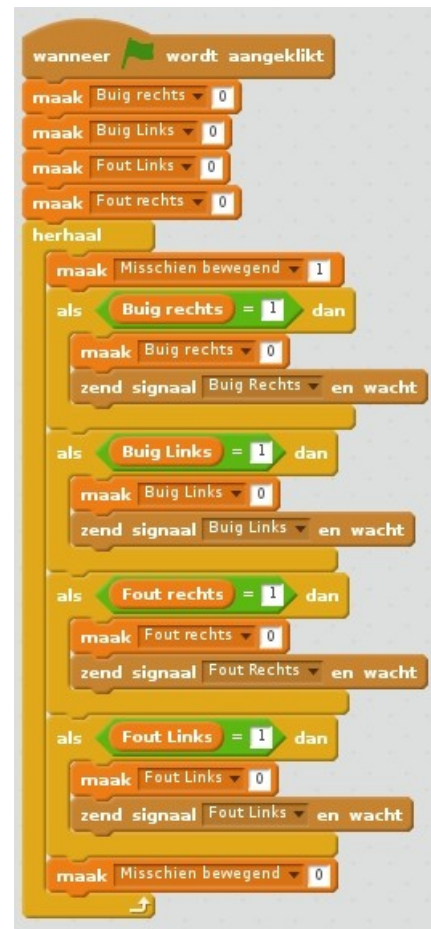 wanneer wordt aangeklikt
maak Buig rechts 0
maak Buig Links 0
maak Fout Links 0
maak Fout rechts 0
herhaal
maak Misschien bewegend 1
als Buig rechts = 1 dan
maak Buig rechts 0
zend signaal Buig Rechts en wacht
als Buig Links = 1 dan
maak Buig Links 0
zend signaal Buig Links en wacht
als Fout rechts = 1 dan
maak Fout rechts 0
zend signaal Fout Rechts en wacht
als Fout Links = 1 dan
maak Fout Links 0
zend signaal Fout Links en wacht
maak Misschien bewegend 0